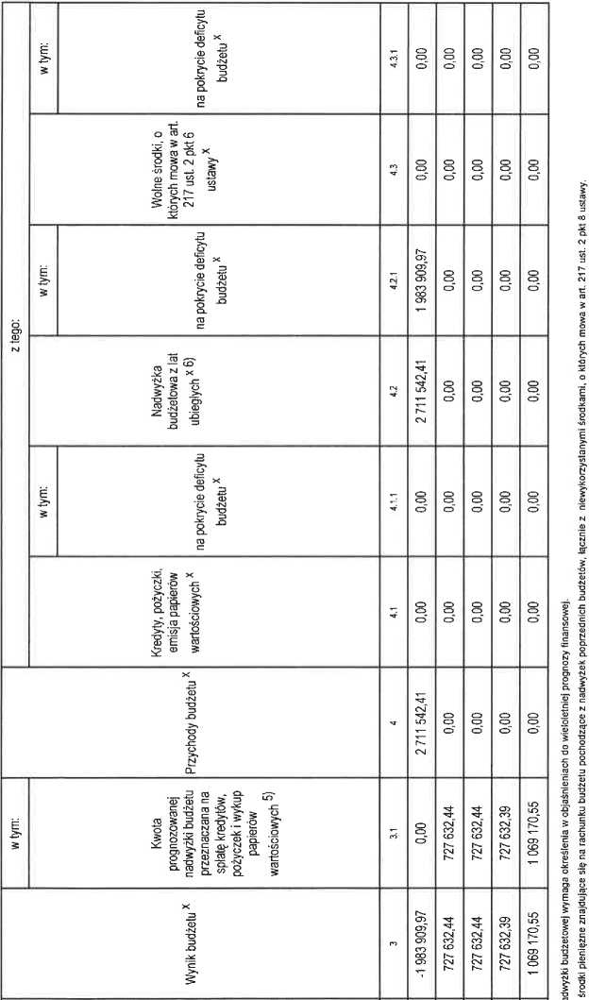 w tym:
z tego:
w tym:
w tym:
w tym:
Wynik budżetu x
Kwota
prognozowanej
nadwyżki budżetu
przeznaczana na
spłatę kredytów,
pożyczek i wykup
papierów
wartościowych 5)
Przychody budżetu x
Kredyty, pożyczki,
emisja papierów
wartościowych x
na pokrycie deficytu
budżetu x
Nadwyżka
budżetowa z lat
ubiegłych x 6)
na pokrycie deficytu
budżetu x
Wolne środki, o
których mowa w art.
217 ust. 2 pkt 6
ustawy x
na pokrycie deficytu
budżetu x
3 3.1 4 4.1 4.1.1 4.2 4.2.1 4.3 4.3.1
-1 983 909,97 0,00 2 711 542,41 0,00 0,00 2 711 542,41 1 983 909,97 0,00 0,00
727 632,44 727 632,44 0,00 0,00 0,00 0,00 0,00 0,00 0,00
727 632,44 727 632,44 0,00 0,00 0,00 0,00 0,00 0,00 0,00
727 632,39 727 632,39 0,00 0,00 0,00 0,00 0,00 0,00 0,00
1 069 170,55 1 069 170,55 0,00 0,00 0,00 0,00 0,00 0,00 0,00
adwyżki budżetowej wymaga określenia w objaśnieniach do wieloletniej prognozy finansowej.
środki pieniężne znajdujące się na rachunku budżetu pochodzące z nadwyżek poprzednich budżetów, łącznie z niewykorzystanymi środkami, o których mowa w art. 217 ust. 2 pkt 8 ustawy.